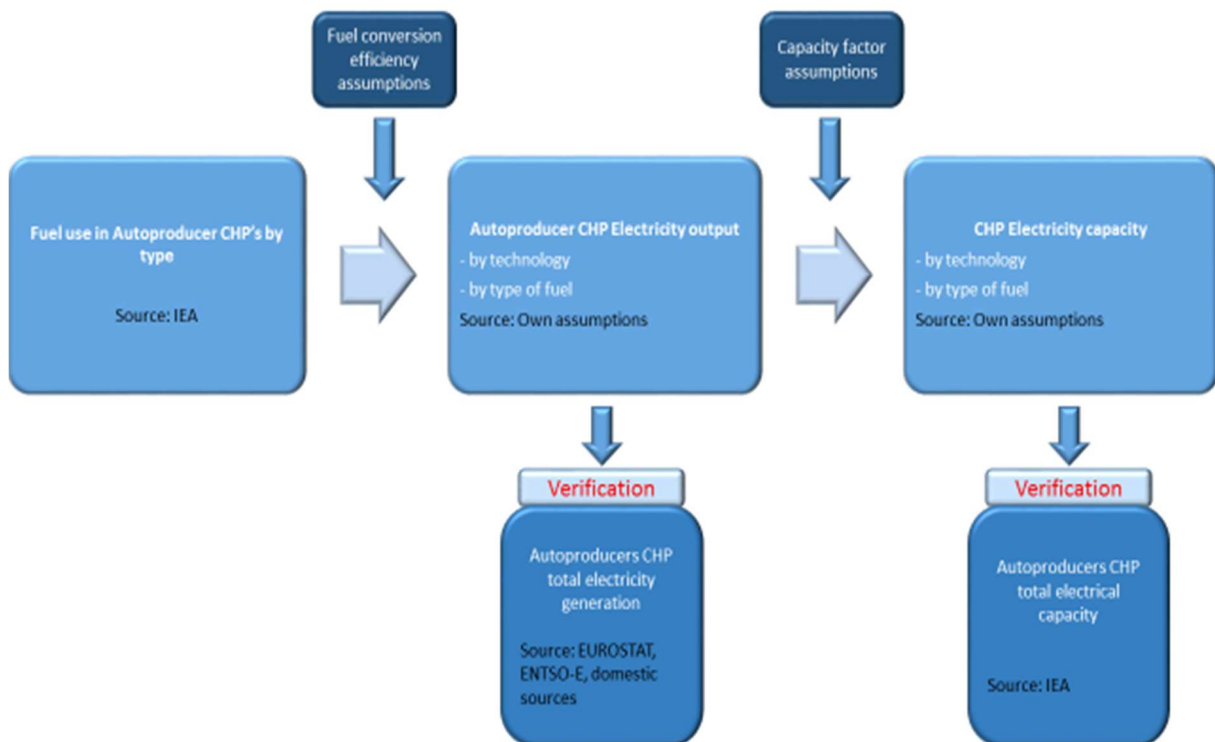 Fuel conversion
efficiency
assumptions
Capacity factor
assumptions
Fuel use in Autoproducer CHP's by
type
Source: IEA
Autoproducer CHP Electricity output
- by technology
- by type of fuel
Source: Own assumptions
CHP Electricity capacity
- by technology
- by type of fuel
Source: Own assumptions
Verification
Autoproducers CHP
total electricity
generation
Source: EUROSTAT,
ENTSO-E, domestic
sources
Verification
Autoproducers CHP
total electrical
capacity
Source: IEA